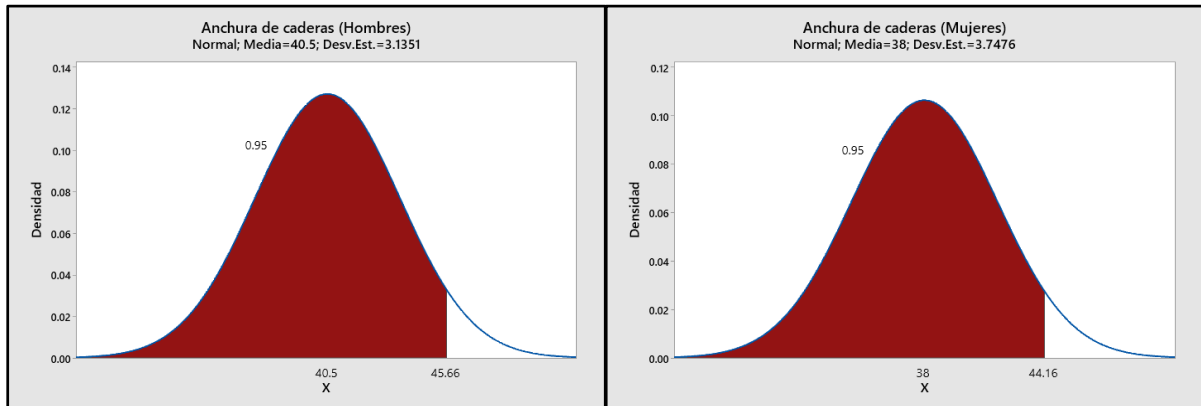 Anchura de caderas (Hombres)
Normal; Media=40.5; Desv.Est.=3.1351
0.14
0.12
0.10
0.08
0.06
0.04
0.02
0.00
Densidad
0.95
40.5
45.66
X
Anchura de caderas (Mujeres)
Normal; Media=38; Desv.Est.=3.7476
0.12
0.10
0.08
0.06
0.04
0.02
0.00
Densidad
0.95
38
44.16
X